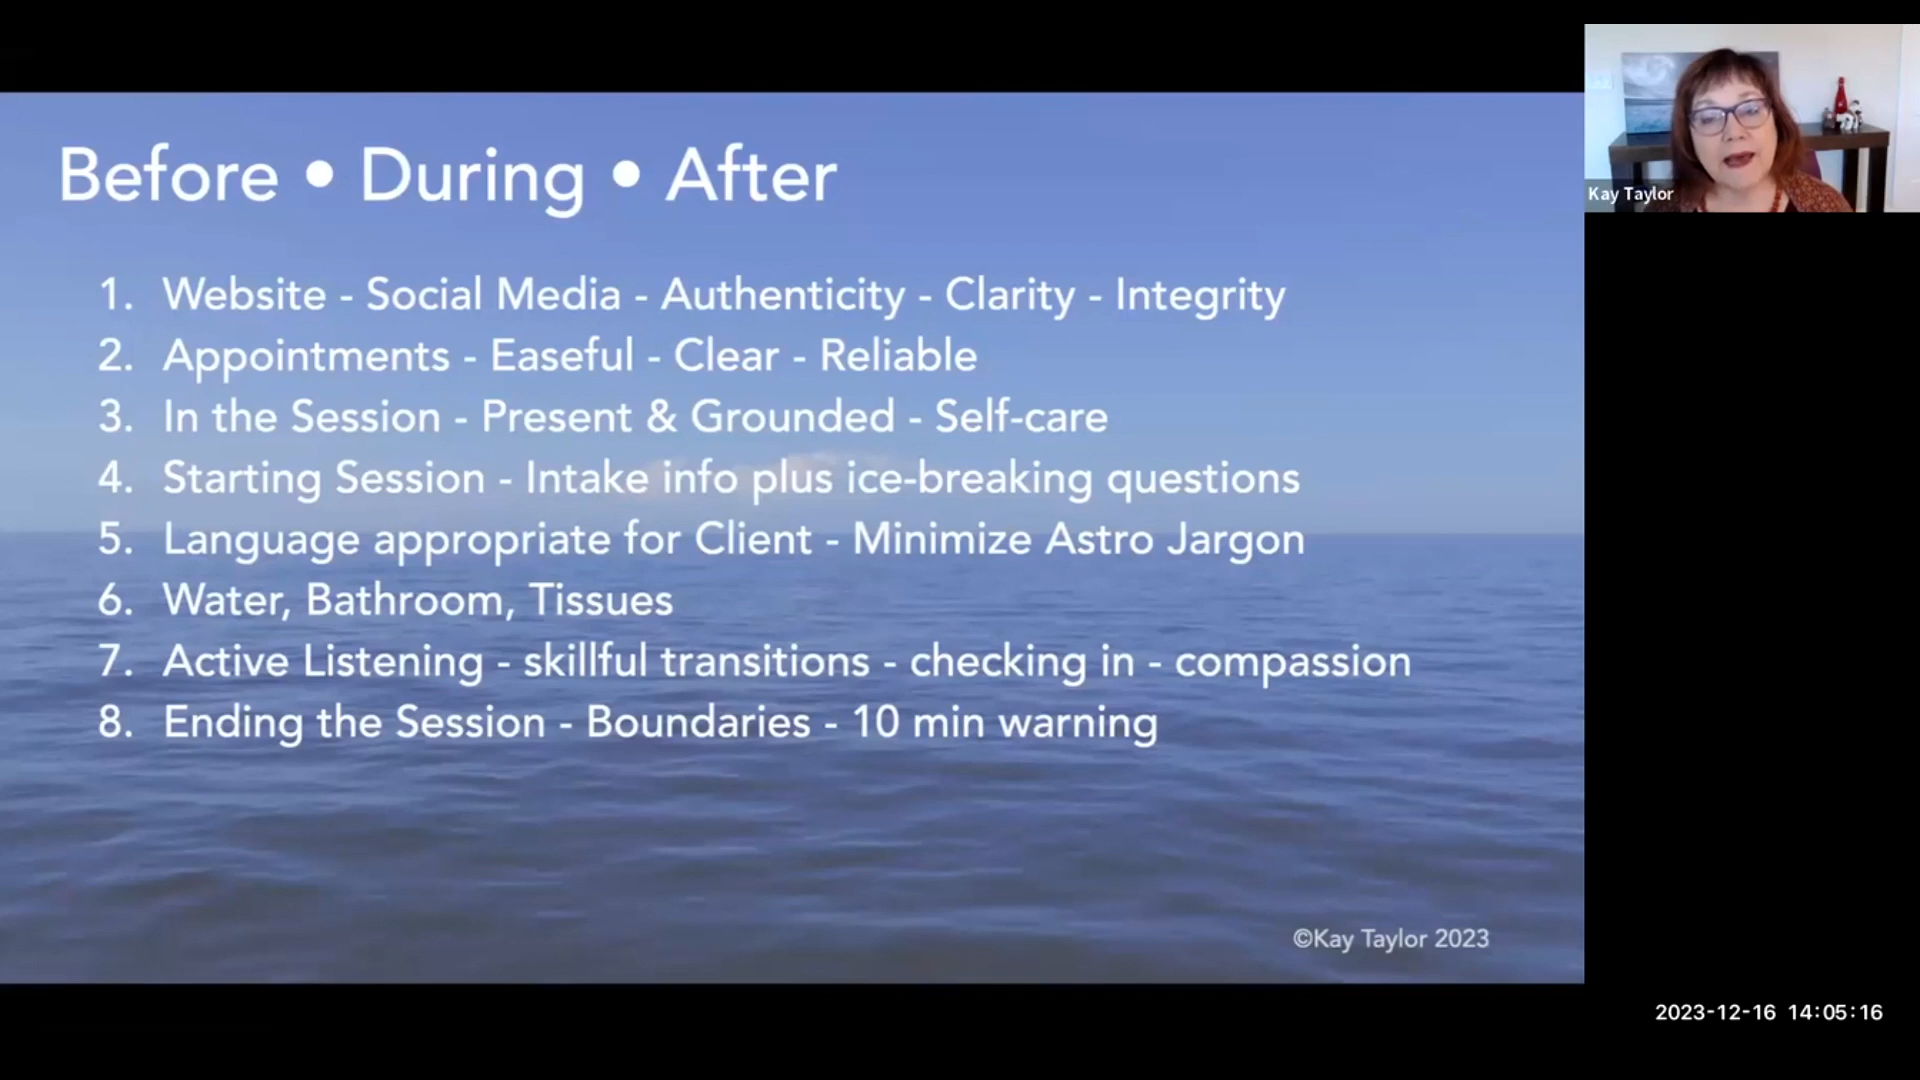 Before • During • After
1. Website - Social Media - Authenticity - Clarity - Integrity
2. Appointments - Easeful - Clear - Reliable
3. In the Session - Present & Grounded - Self-care
4. Starting Session - Intake info plus ice-breaking questions
5. Language appropriate for Client - Minimize Astro Jargon
6. Water, Bathroom, Tissues
7. Active Listening - skillful transitions - checking in - compassion
8. Ending the Session - Boundaries - 10 min warning
©Kay Taylor 2023
Kay Taylor
2023-12-16 14:05:16